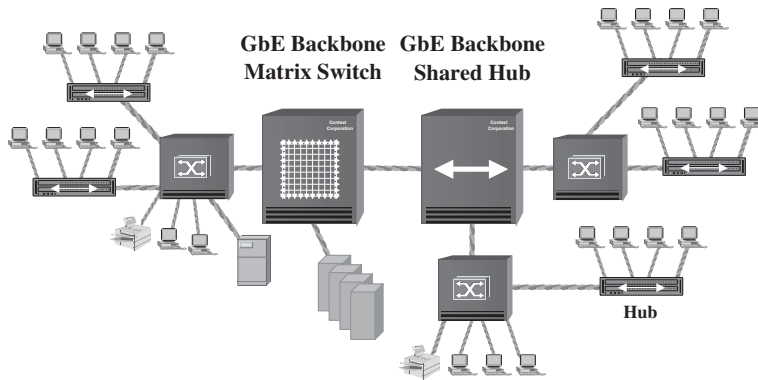 GbE Backbone
Matrix Switch
GbE Backbone
Shared Hub
Context
Corporation
Context
Corporation
Hub